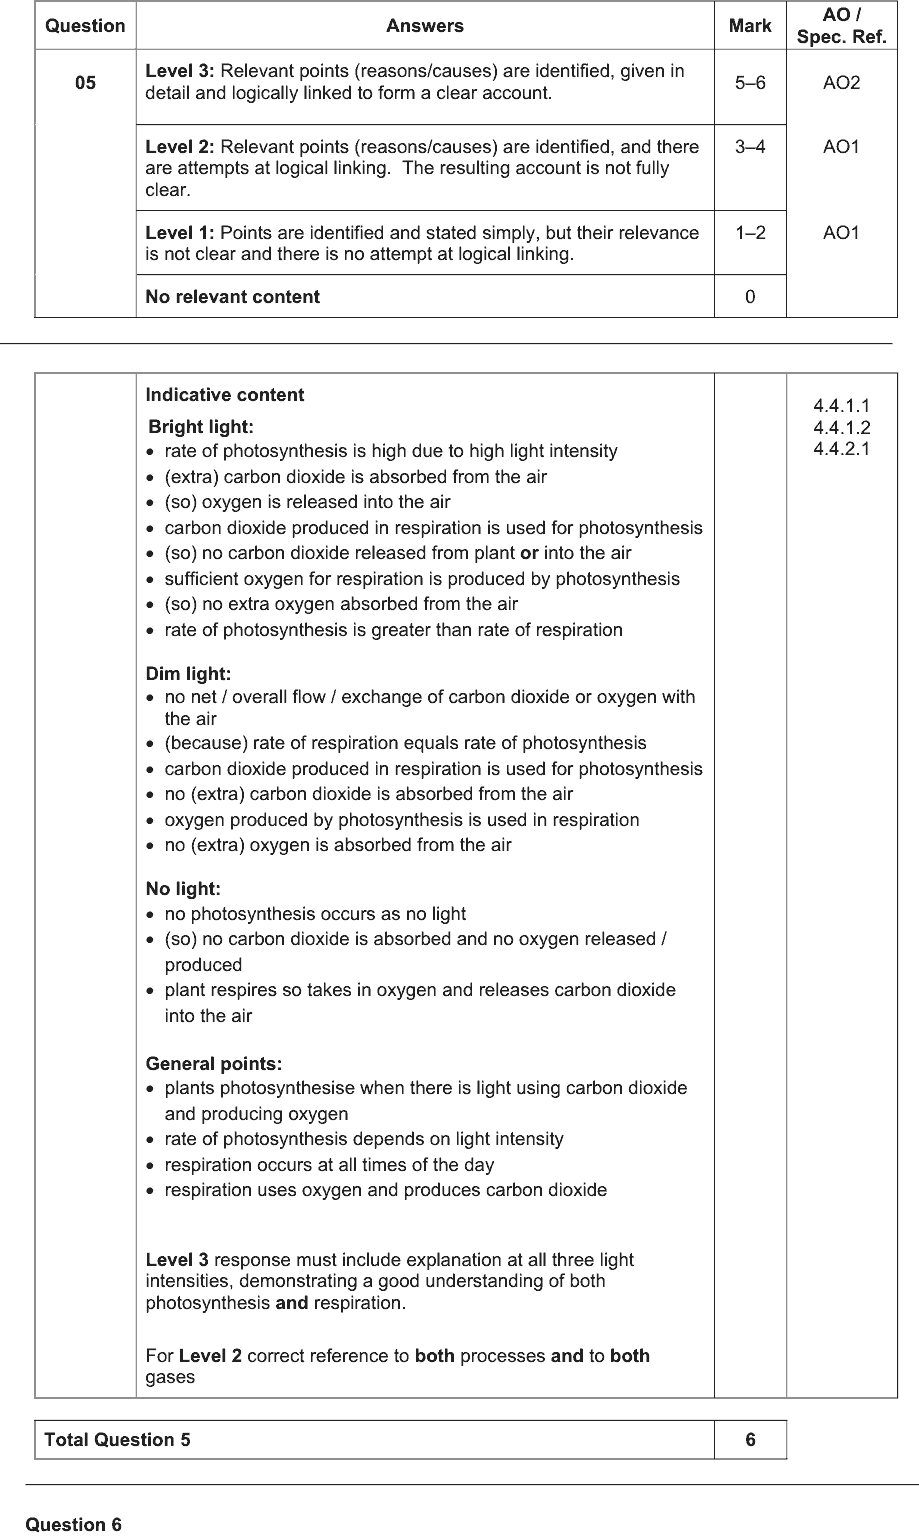 Question Answers Mark AO /
Spec. Ref.
05 Level 3: Relevant points (reasons/causes) are identified, given in
detail and logically linked to form a clear account. 5–6 AO2
Level 2: Relevant points (reasons/causes) are identified, and there
are attempts at logical linking. The resulting account is not fully
clear. 3–4 AO1
Level 1: Points are identified and stated simply, but their relevance
is not clear and there is no attempt at logical linking. 1–2 AO1
No relevant content 0
Indicative content
4.4.1.1
4.4.1.2
4.4.2.1
Bright light:
• rate of photosynthesis is high due to high light intensity
• (extra) carbon dioxide is absorbed from the air
• (so) oxygen is released into the air
• carbon dioxide produced in respiration is used for photosynthesis
• (so) no carbon dioxide released from plant or into the air
• sufficient oxygen for respiration is produced by photosynthesis
• (so) no extra oxygen absorbed from the air
• rate of photosynthesis is greater than rate of respiration
Dim light:
• no net / overall flow / exchange of carbon dioxide or oxygen with
the air
• (because) rate of respiration equals rate of photosynthesis
• carbon dioxide produced in respiration is used for photosynthesis
• no (extra) carbon dioxide is absorbed from the air
• oxygen produced by photosynthesis is used in respiration
• no (extra) oxygen is absorbed from the air
No light:
• no photosynthesis occurs as no light
• (so) no carbon dioxide is absorbed and no oxygen released /
produced
• plant respires so takes in oxygen and releases carbon dioxide
into the air
General points:
• plants photosynthesise when there is light using carbon dioxide
and producing oxygen
• rate of photosynthesis depends on light intensity
• respiration occurs at all times of the day
• respiration uses oxygen and produces carbon dioxide
Level 3 response must include explanation at all three light
intensities, demonstrating a good understanding of both
photosynthesis and respiration.
For Level 2 correct reference to both processes and to both
gases
Total Question 5 6
Question 6